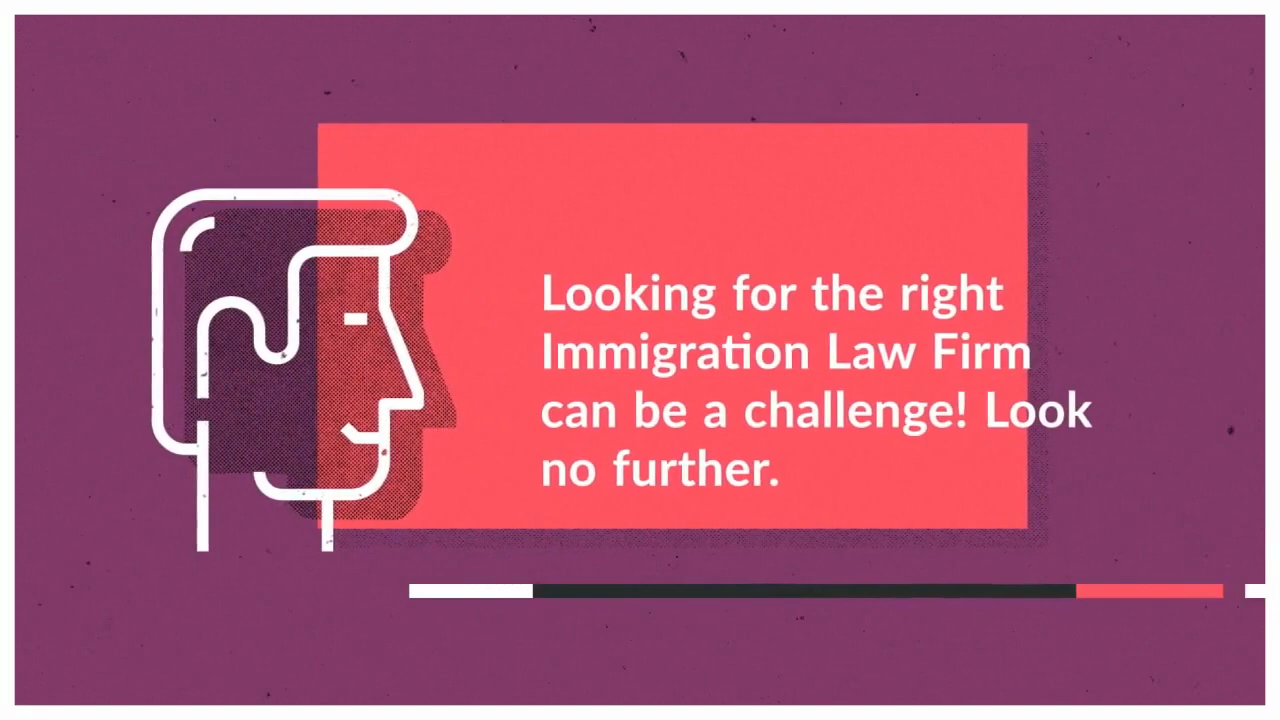 Looking for the right
Immigration Law Firm
can be a challenge! Look
no further.